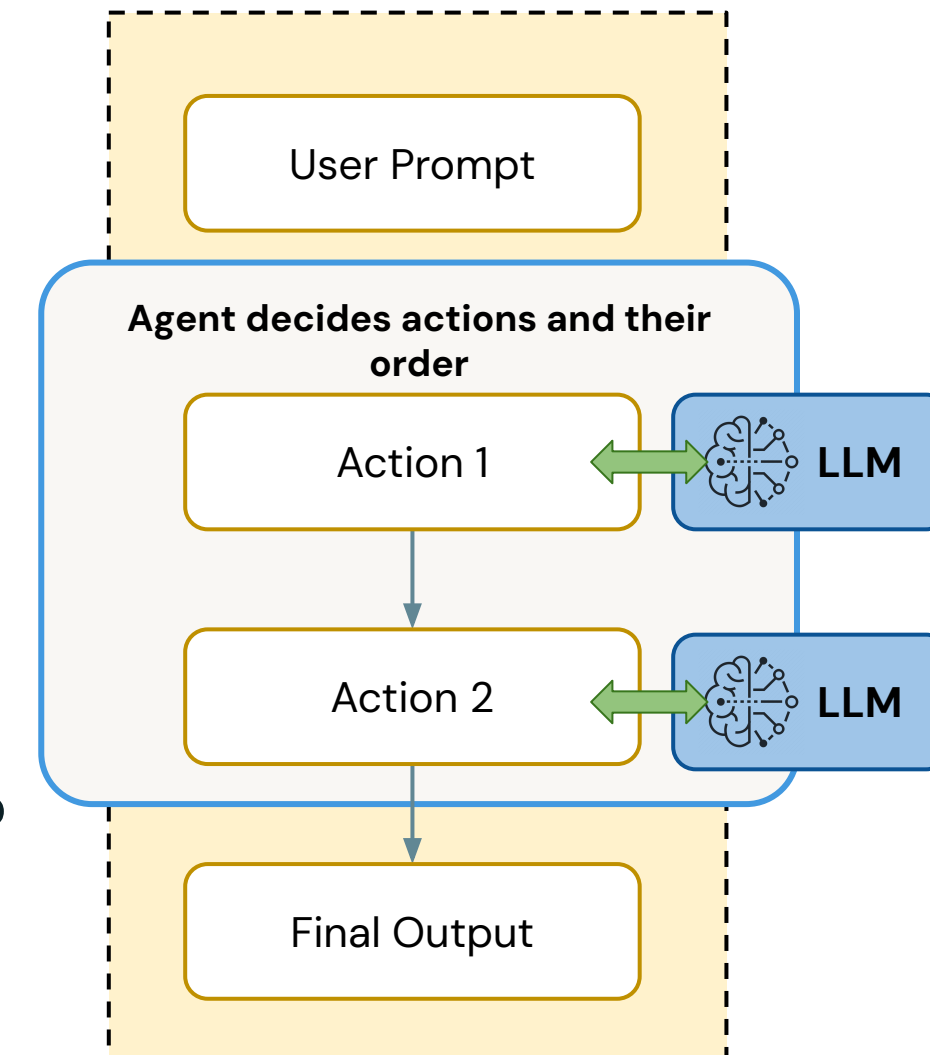 User Prompt
Agent decides actions and their
order
Action 1
LLM
Action 2
LLM
Final Output